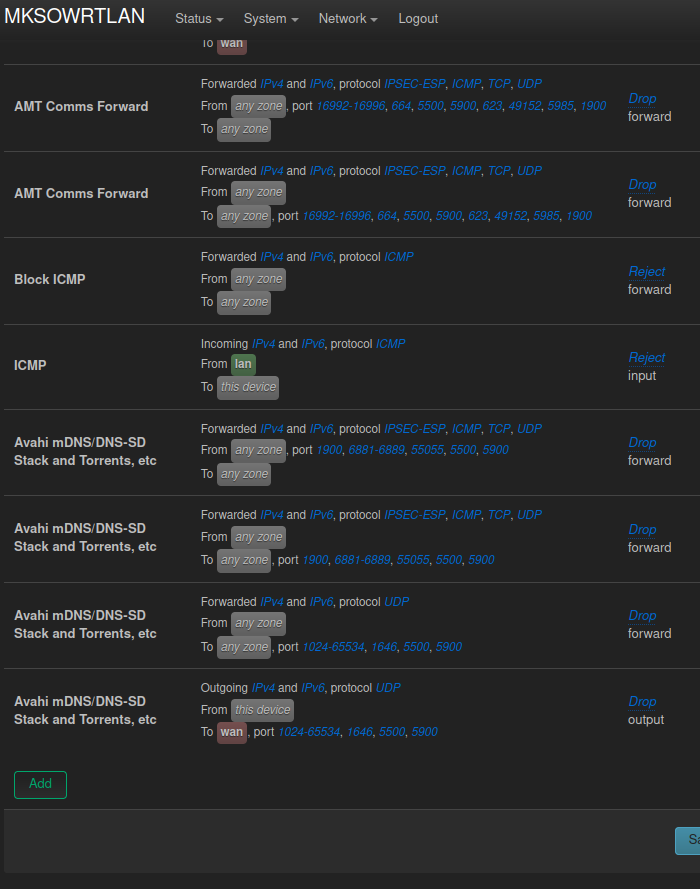 MKSOWRTLAN Status System Network Logout
To wan
Forwarded IPv4 and IPv6, protocol IPSEC-ESP, ICMP, TCP, UDP
AMT Comms Forward
From any zone, port 16992-16996, 664, 5500, 5900, 623, 49152, 5985, 1900
To any zone
Drop
forward
Forwarded IPv4 and IPv6, protocol IPSEC-ESP, ICMP, TCP, UDP
AMT Comms Forward
From any zone
To any zone, port 16992-16996, 664, 5500, 5900, 623, 49152, 5985, 1900
Drop
forward
Forwarded IPv4 and IPv6, protocol ICMP
Block ICMP
From any zone
To any zone
Reject
forward
Incoming IPv4 and IPv6, protocol ICMP
ICMP
From lan
To this device
Reject
input
Avahi mDNS/DNS-SD
Stack and Torrents, etc
Forwarded IPv4 and IPv6, protocol IPSEC-ESP, ICMP, TCP, UDP
From any zone, port 1900, 6881-6889, 55055, 5500, 5900
To any zone
Drop
forward
Avahi mDNS/DNS-SD
Stack and Torrents, etc
Forwarded IPv4 and IPv6, protocol IPSEC-ESP, ICMP, TCP, UDP
From any zone
To any zone, port 1900, 6881-6889, 55055, 5500, 5900
Drop
forward
Avahi mDNS/DNS-SD
Stack and Torrents, etc
Forwarded IPv4 and IPv6, protocol UDP
From any zone
To any zone, port 1024-65534, 1646, 5500, 5900
Drop
forward
Avahi mDNS/DNS-SD
Stack and Torrents, etc
Outgoing IPv4 and IPv6, protocol UDP
From this device
To wan, port 1024-65534, 1646, 5500, 5900
Drop
output
Add
Sa